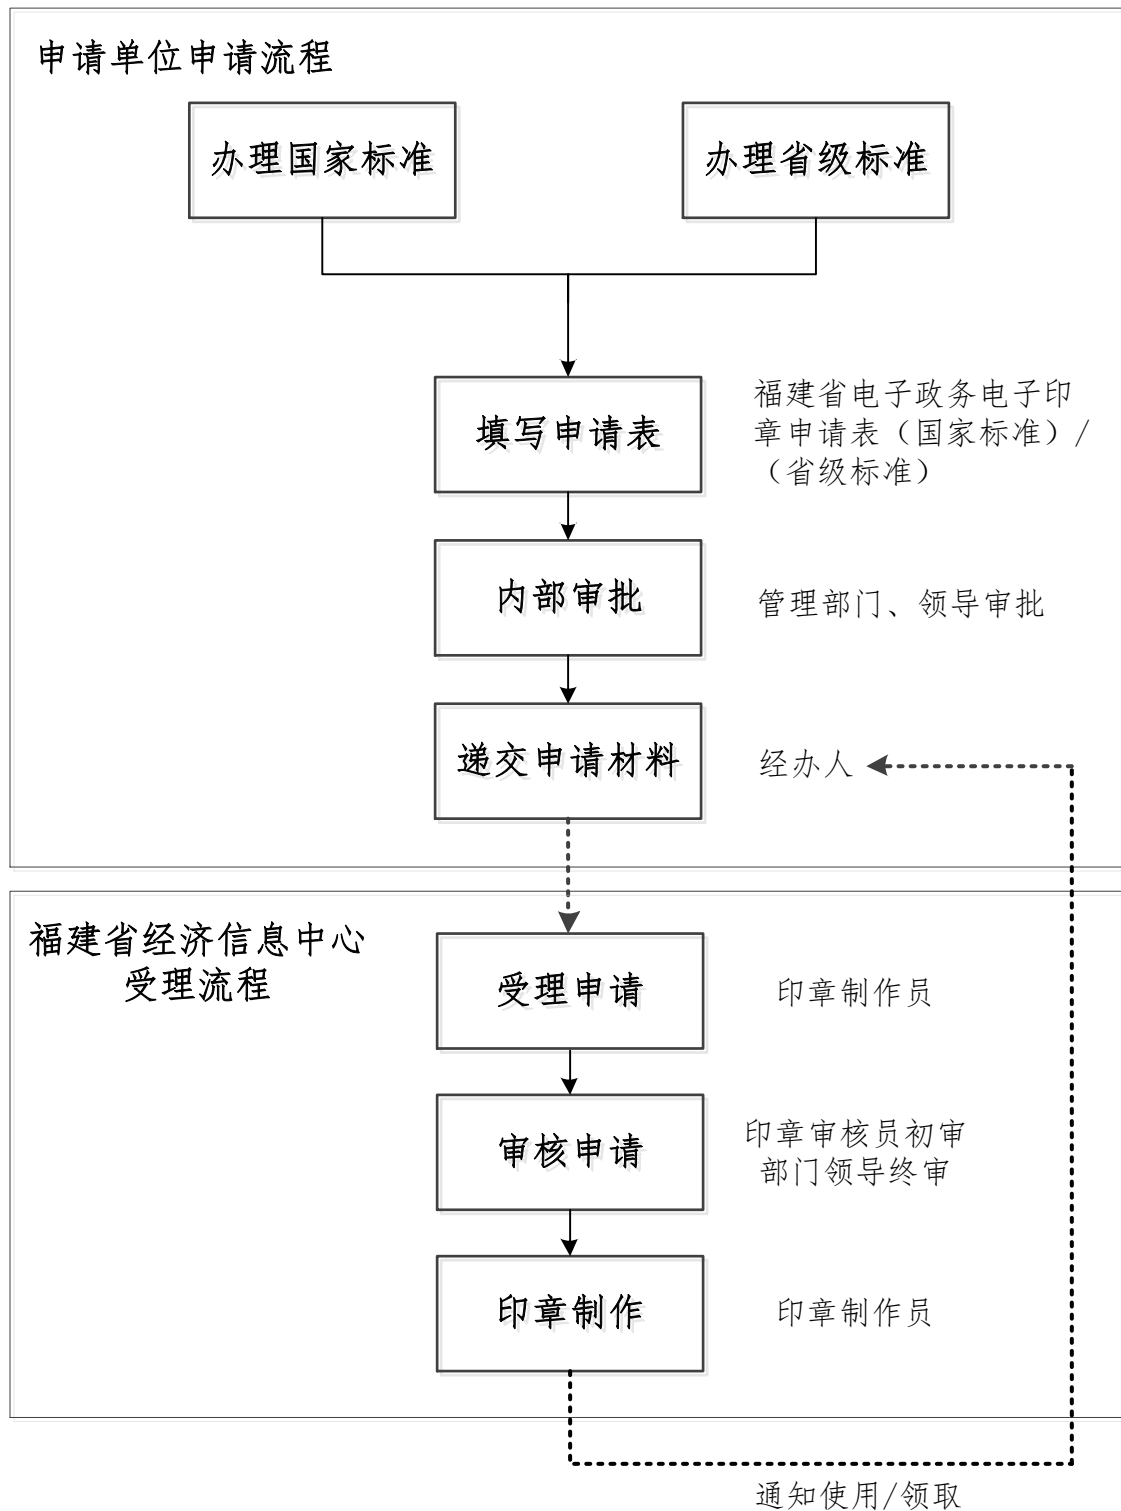 申请单位申请流程
办理国家标准
办理省级标准
填写申请表
福建省电子政务电子印
章申请表（国家标准）/
（省级标准）
内部审批
管理部门、领导审批
递交申请材料
经办人
福建省经济信息中心
受理流程
受理申请
印章制作员
审核申请
印章审核员初审
部门领导终审
印章制作
印章制作员
通知使用/领取